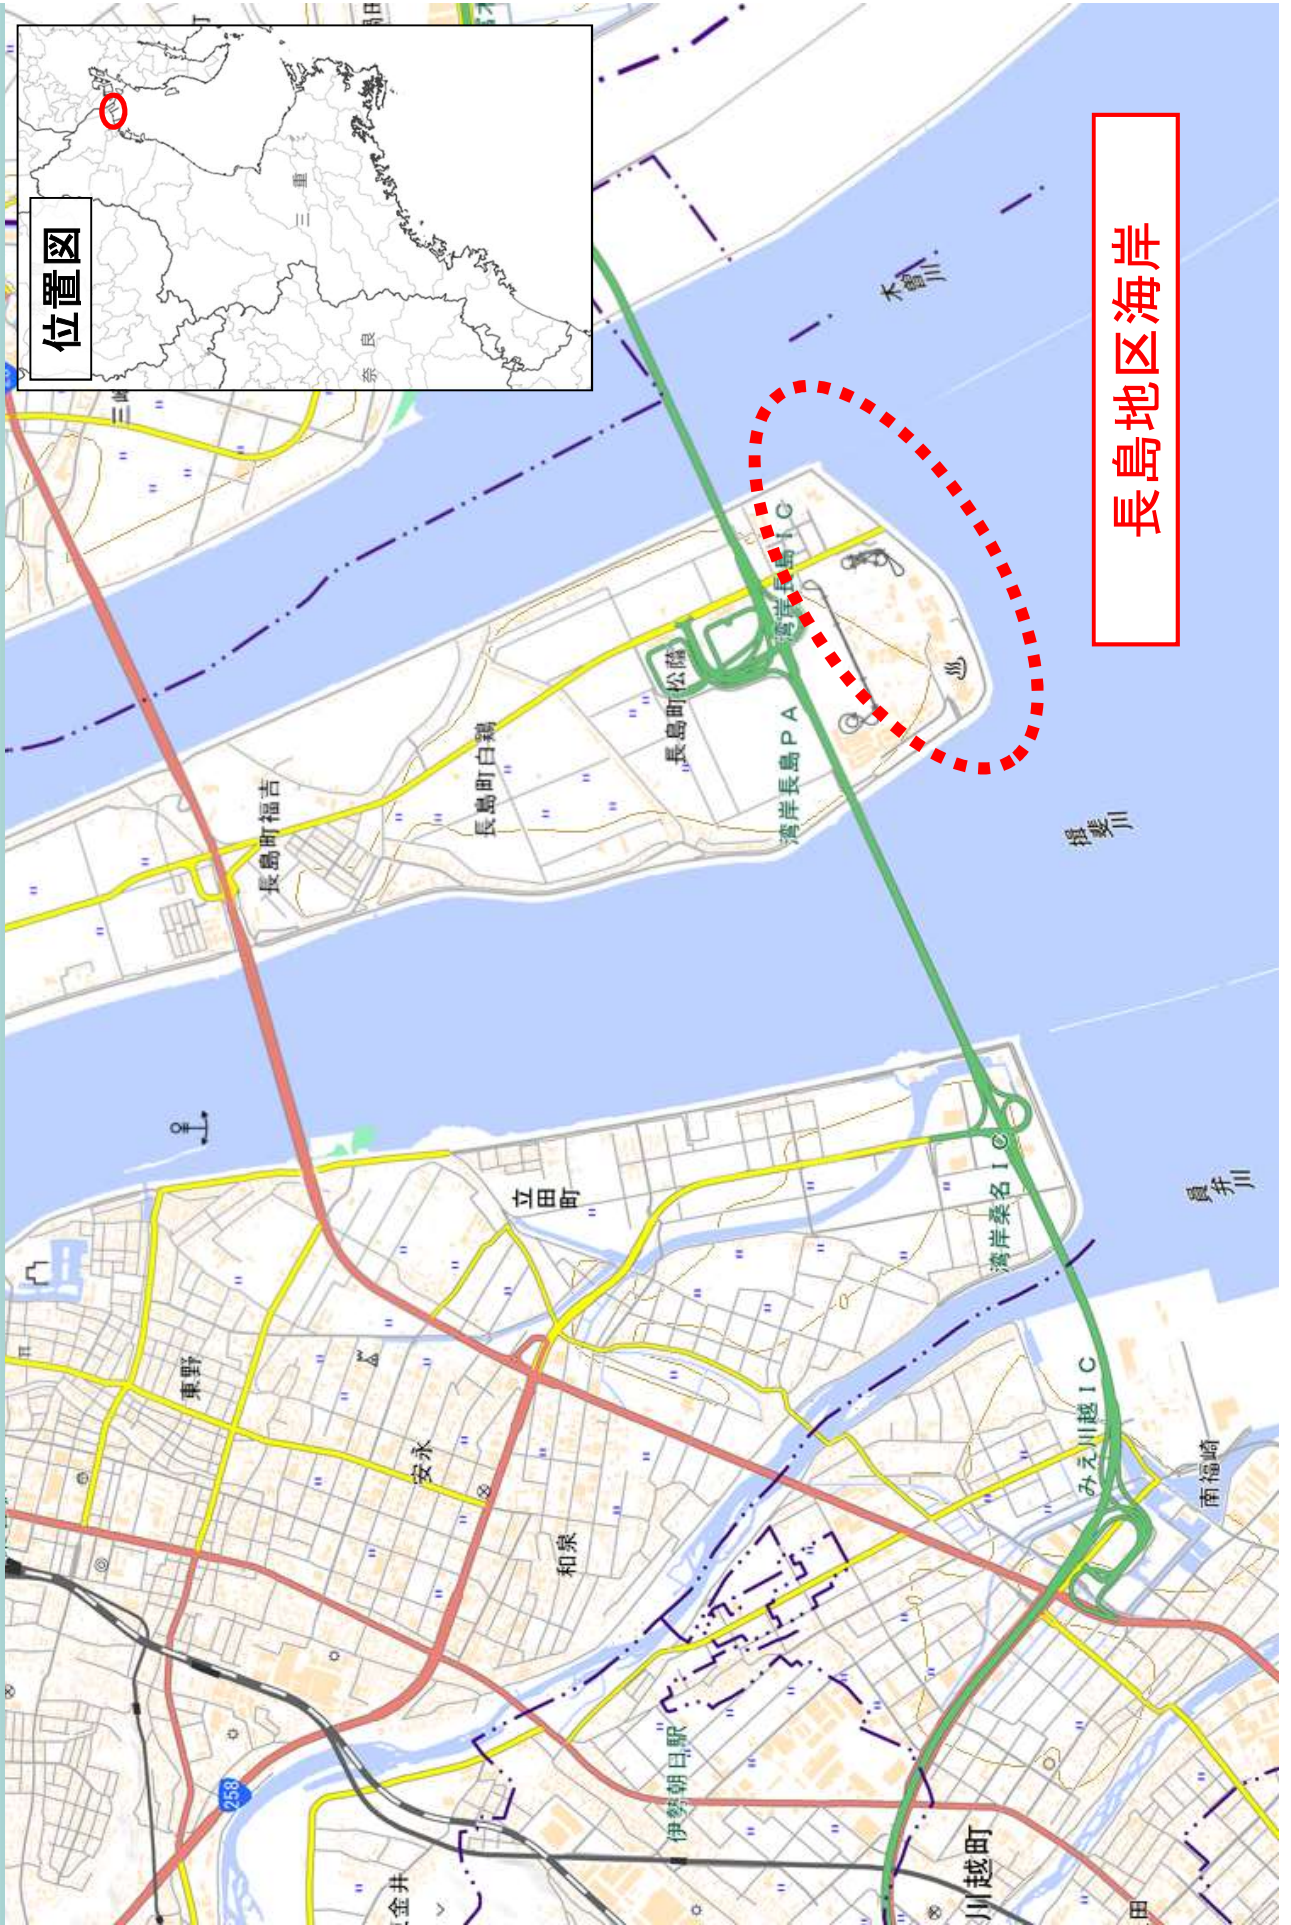 位置図
三
重
奈
良
長島地区海岸
木曽川
揖斐川
員弁川
湾岸長島IC
湾岸長島PA
長島町松蔭
長島町白鶏
長島町福吉
湾岸桑名IC
みえ川越IC
南福崎
立田町
東野
安永
和泉
伊勢朝日駅
川越町
258